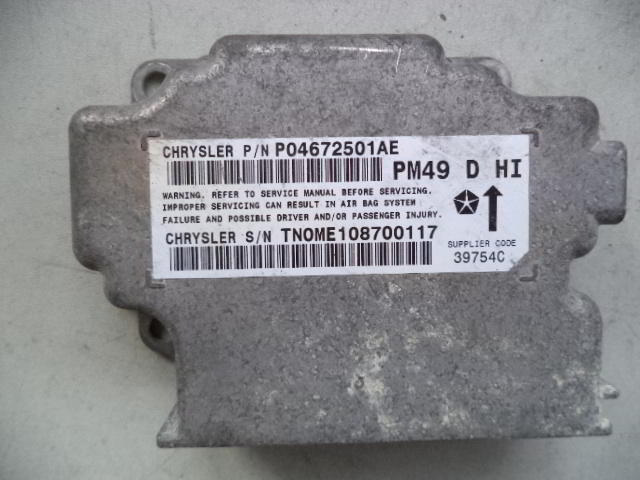 CHRYSLER P/N P04672501AE
PM49 D HI
WARNING. REFER TO SERVICE MANUAL BEFORE SERVICING.
IMPROPER SERVICING CAN RESULT IN AIR BAG SYSTEM
FAILURE AND POSSIBLE DRIVER AND/OR PASSENGER INJURY.
CHRYSLER S/N TNOME108700117
SUPPLIER CODE
39754C